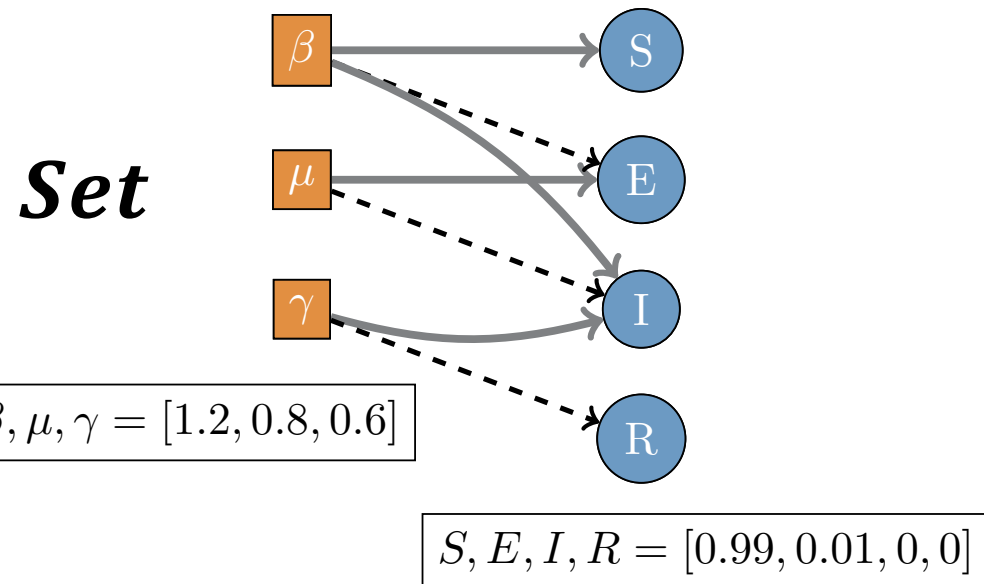 β
S
Set
μ
E
γ
I
, μ, γ = [1.2, 0.8, 0.6]
R
S, E, I, R = [0.99, 0.01, 0, 0]